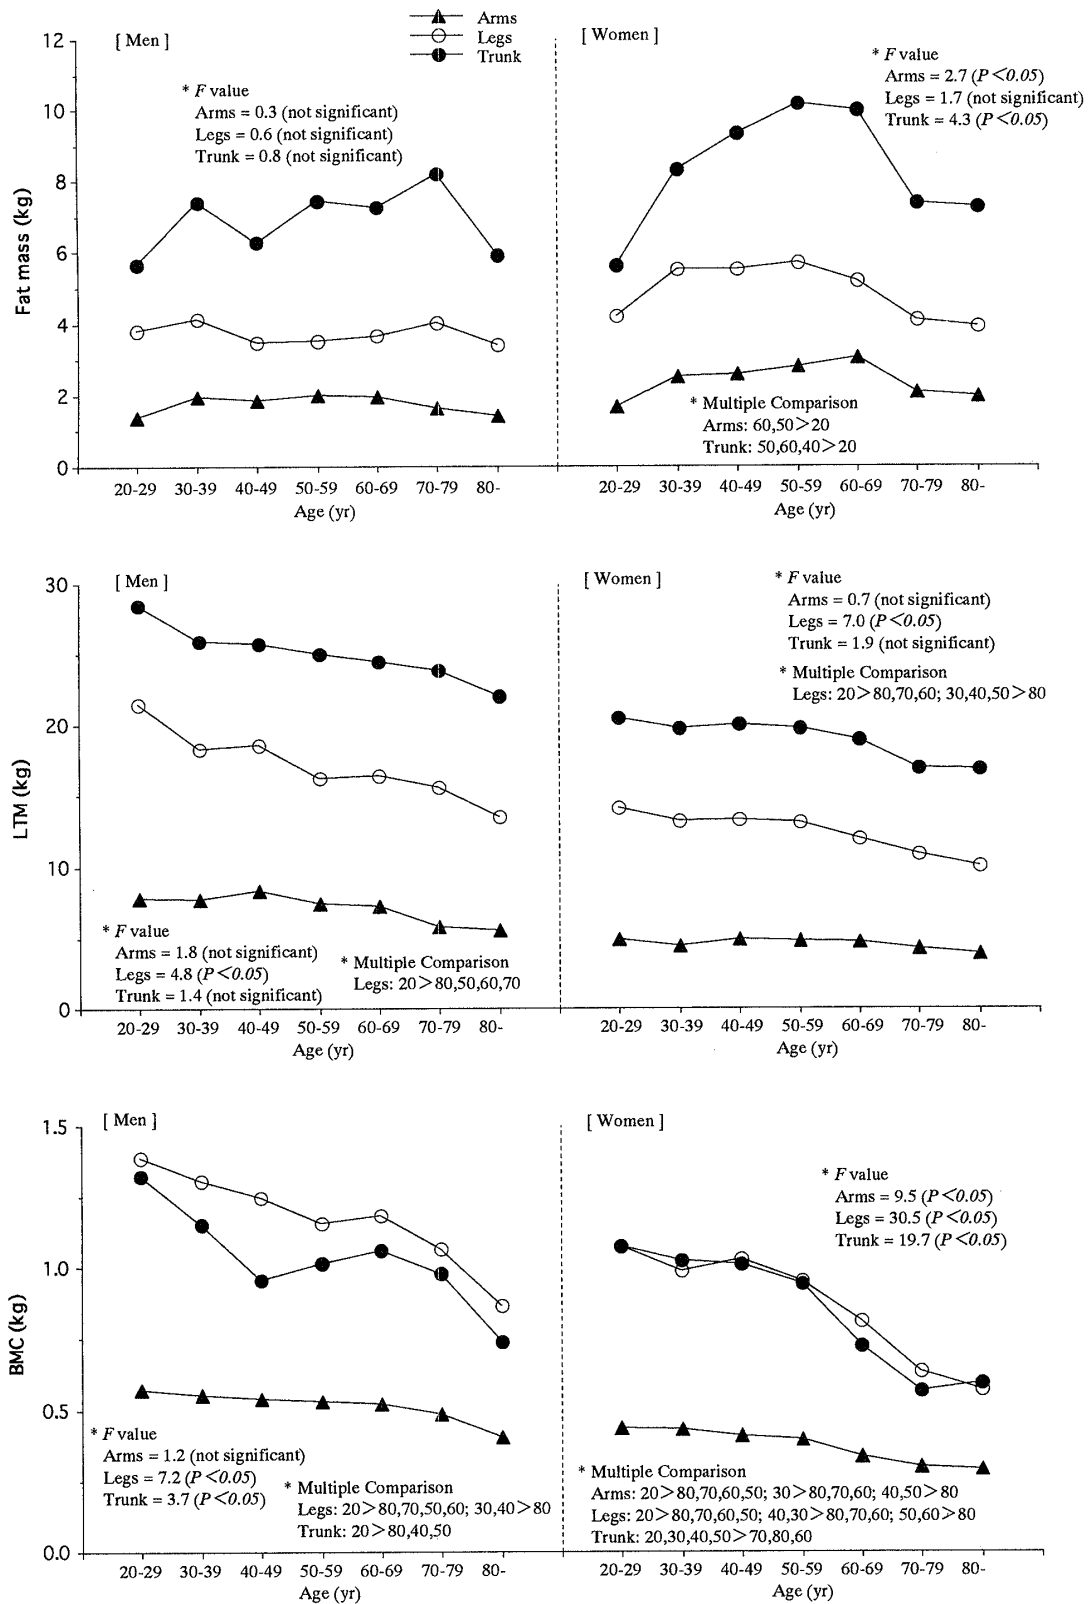 Arms
Legs
Trunk
[ Men ]
[ Women ]
* F value
Arms = 0.3 (not significant)
Legs = 0.6 (not significant)
Trunk = 0.8 (not significant)
* F value
Arms = 2.7 (P<0.05)
Legs = 1.7 (not significant)
Trunk = 4.3 (P<0.05)
* Multiple Comparison
Arms: 60,50>20
Trunk: 50,60,40>20
Fat mass (kg)
12
10
8
6
4
2
0
20-29 30-39 40-49 50-59 60-69 70-79 80-
Age (yr)
20-29 30-39 40-49 50-59 60-69 70-79 80-
Age (yr)
[ Men ]
[ Women ]
* F value
Arms = 0.7 (not significant)
Legs = 7.0 (P<0.05)
Trunk = 1.9 (not significant)
* Multiple Comparison
Legs: 20>80,70,60; 30,40,50>80
* F value
Arms = 1.8 (not significant)
Legs = 4.8 (P<0.05)
Trunk = 1.4 (not significant)
* Multiple Comparison
Legs: 20>80,50,60,70
LTM (kg)
30
20
10
0
20-29 30-39 40-49 50-59 60-69 70-79 80-
Age (yr)
20-29 30-39 40-49 50-59 60-69 70-79 80-
Age (yr)
[ Men ]
[ Women ]
* F value
Arms = 9.5 (P<0.05)
Legs = 30.5 (P<0.05)
Trunk = 19.7 (P<0.05)
* F value
Arms = 1.2 (not significant)
Legs = 7.2 (P<0.05)
Trunk = 3.7 (P<0.05)
* Multiple Comparison
Legs: 20>80,70,50,60; 30,40>80
Trunk: 20>80,40,50
* Multiple Comparison
Arms: 20>80,70,60,50; 30>80,70,60; 40,50>80
Legs: 20>80,70,60,50; 40,30>80,70,60; 50,60>80
Trunk: 20,30,40,50>70,80,60
BMC (kg)
1.5
1.0
0.5
0.0
20-29 30-39 40-49 50-59 60-69 70-79 80-
Age (yr)
20-29 30-39 40-49 50-59 60-69 70-79 80-
Age (yr)